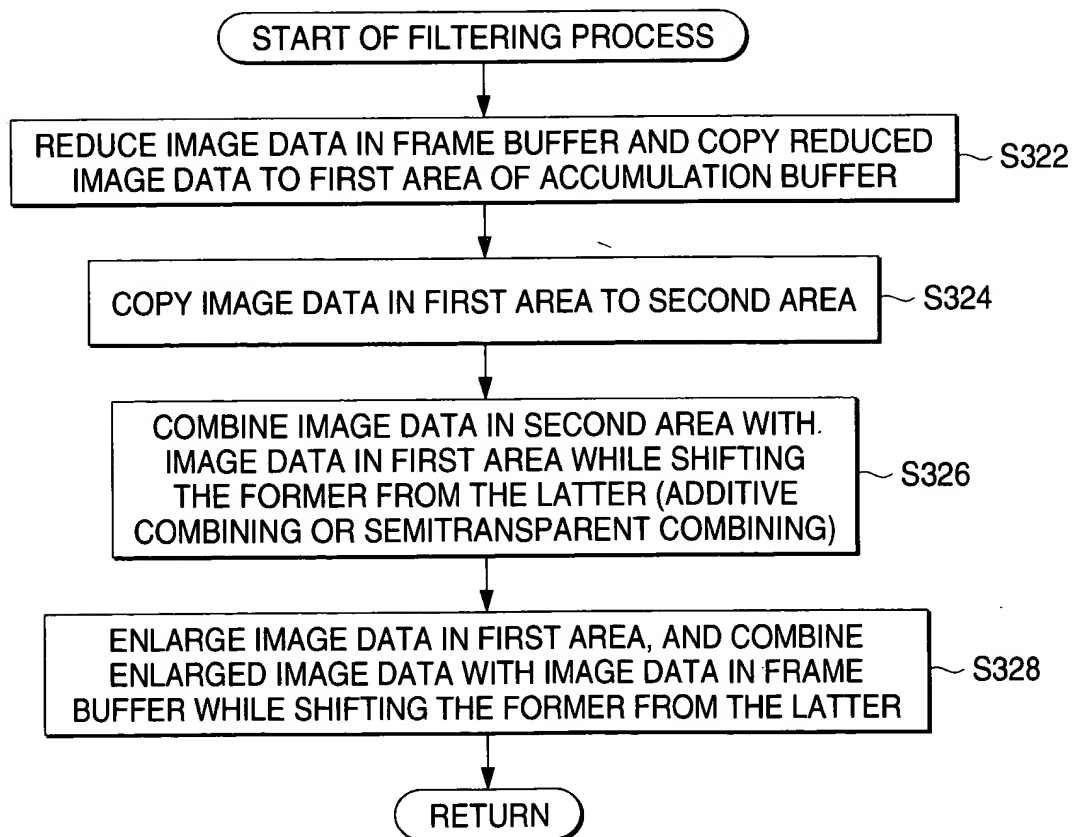 START OF FILTERING PROCESS
REDUCE IMAGE DATA IN FRAME BUFFER AND COPY REDUCED
IMAGE DATA TO FIRST AREA OF ACCUMULATION BUFFER
S322
COPY IMAGE DATA IN FIRST AREA TO SECOND AREA
S324
COMBINE IMAGE DATA IN SECOND AREA WITH
IMAGE DATA IN FIRST AREA WHILE SHIFTING
THE FORMER FROM THE LATTER (ADDITIVE
COMBINING OR SEMITRANSPARENT COMBINING)
S326
ENLARGE IMAGE DATA IN FIRST AREA, AND COMBINE
ENLARGED IMAGE DATA WITH IMAGE DATA IN FRAME
BUFFER WHILE SHIFTING THE FORMER FROM THE LATTER
S328
RETURN